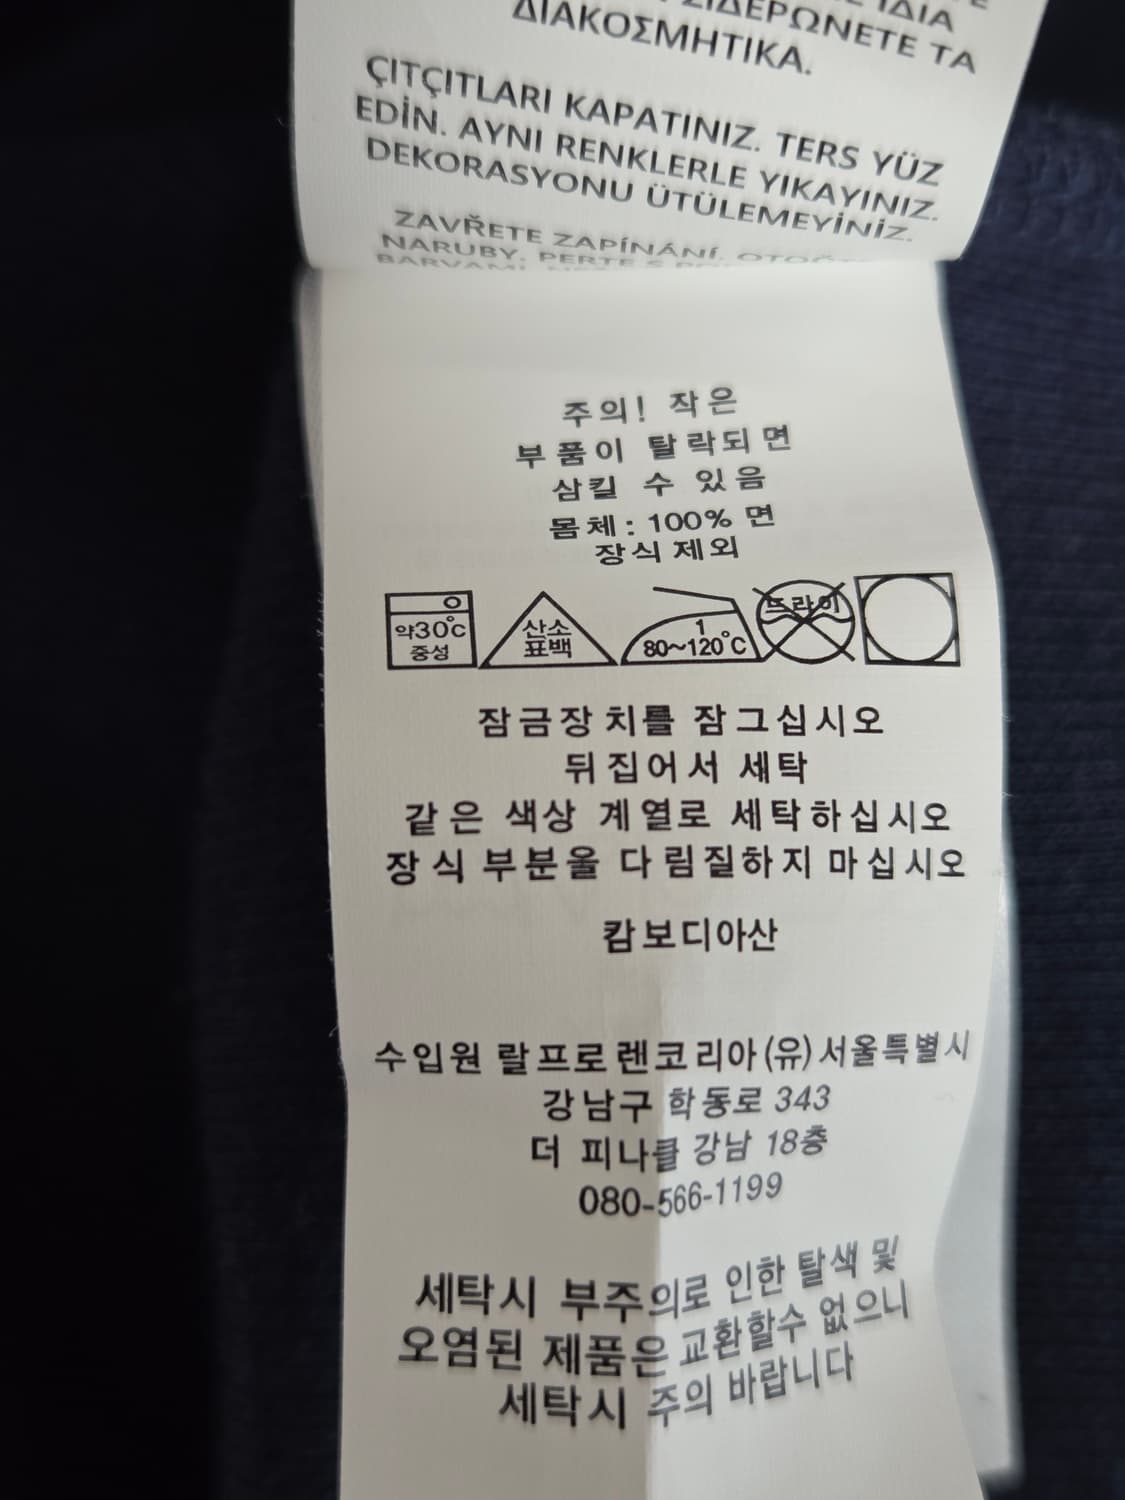 ΙΔΙΑ
ΣΙΔΕΡΩΝΕΤΕ ΤΑ
ΔΙΑΚΟΣΜΗΤΙΚΑ.
ÇITÇITLARI KAPATINIZ. TERS YÜZ
EDİN. AYNI RENKLERLE YIKAYINIZ.
DEKORASYONU ÜTÜLEMEYİNİZ.
ZAVŘETE ZAPÍNÁNÍ.
NARUBY. PERTE S
BARVAMI.
주의! 작은
부품이 탈락되면
삼킬 수 있음
몸체: 100% 면
장식제외
약30°c
중성
산소
표백
1
80~120°C
드라이
잠금장치를 잠그십시오
뒤집어서 세탁
같은 색상 계열로 세탁하십시오
장식 부분울 다림질하지 마십시오
캄보디아산
수입원 랄프로렌코리아(유)서울특별시
강남구 학동로 343
더 피나클 강남 18층
080-566-1199
세탁시 부주의로 인한 탈색 및
오염된 제품은 교환할수 없으니
세탁시 주의 바랍니다